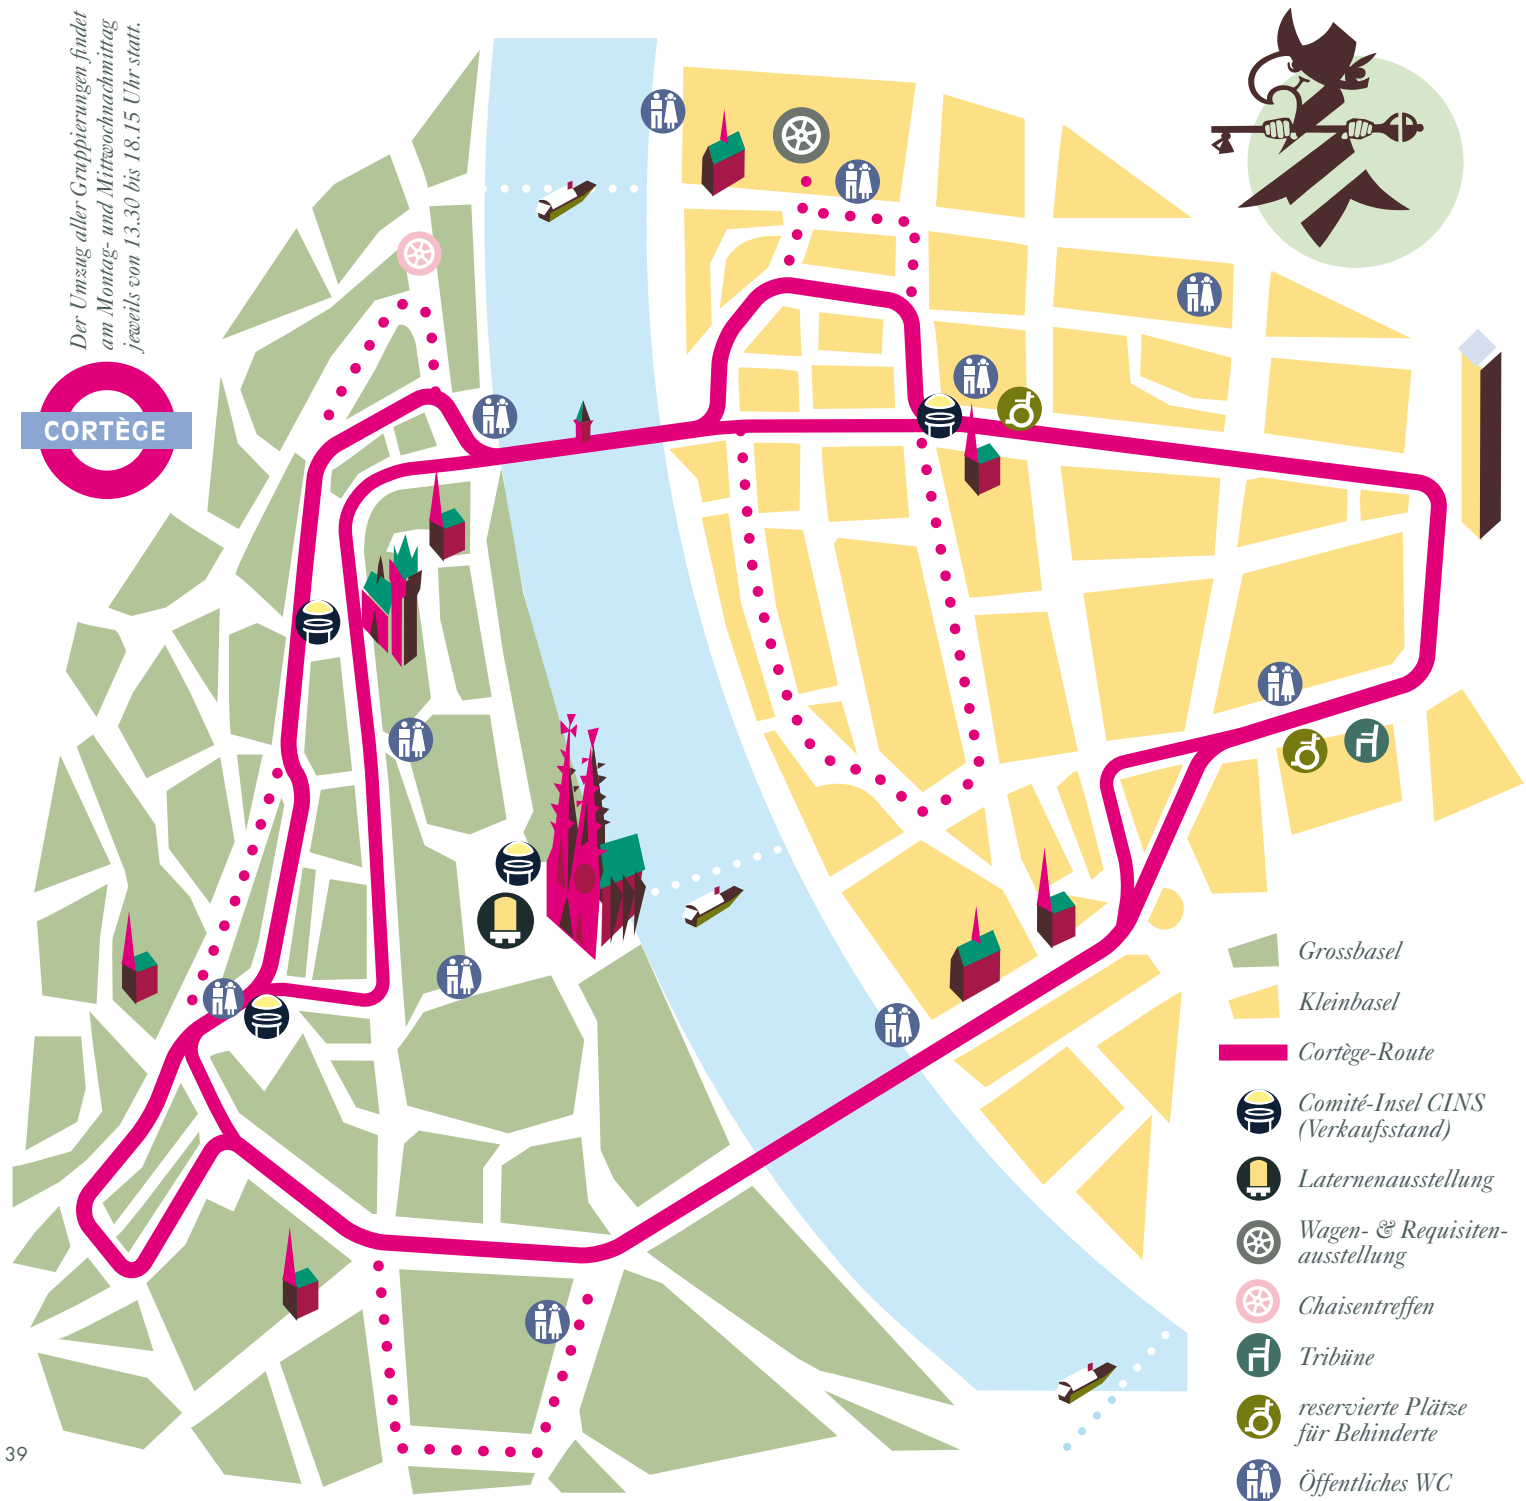 Der Umzug aller Gruppierungen findet
am Montag- und Mittwochnachmittag
jeweils von 13.30 bis 18.15 Uhr statt.
CORTÈGE
Grossbasel
Kleinbasel
Cortège-Route
Comité-Insel CINS
(Verkaufsstand)
Laternenausstellung
Wagen- & Requisiten-
ausstellung
Chaisentreffen
Tribüne
reservierte Plätze
für Behinderte
Öffentliches WC
39